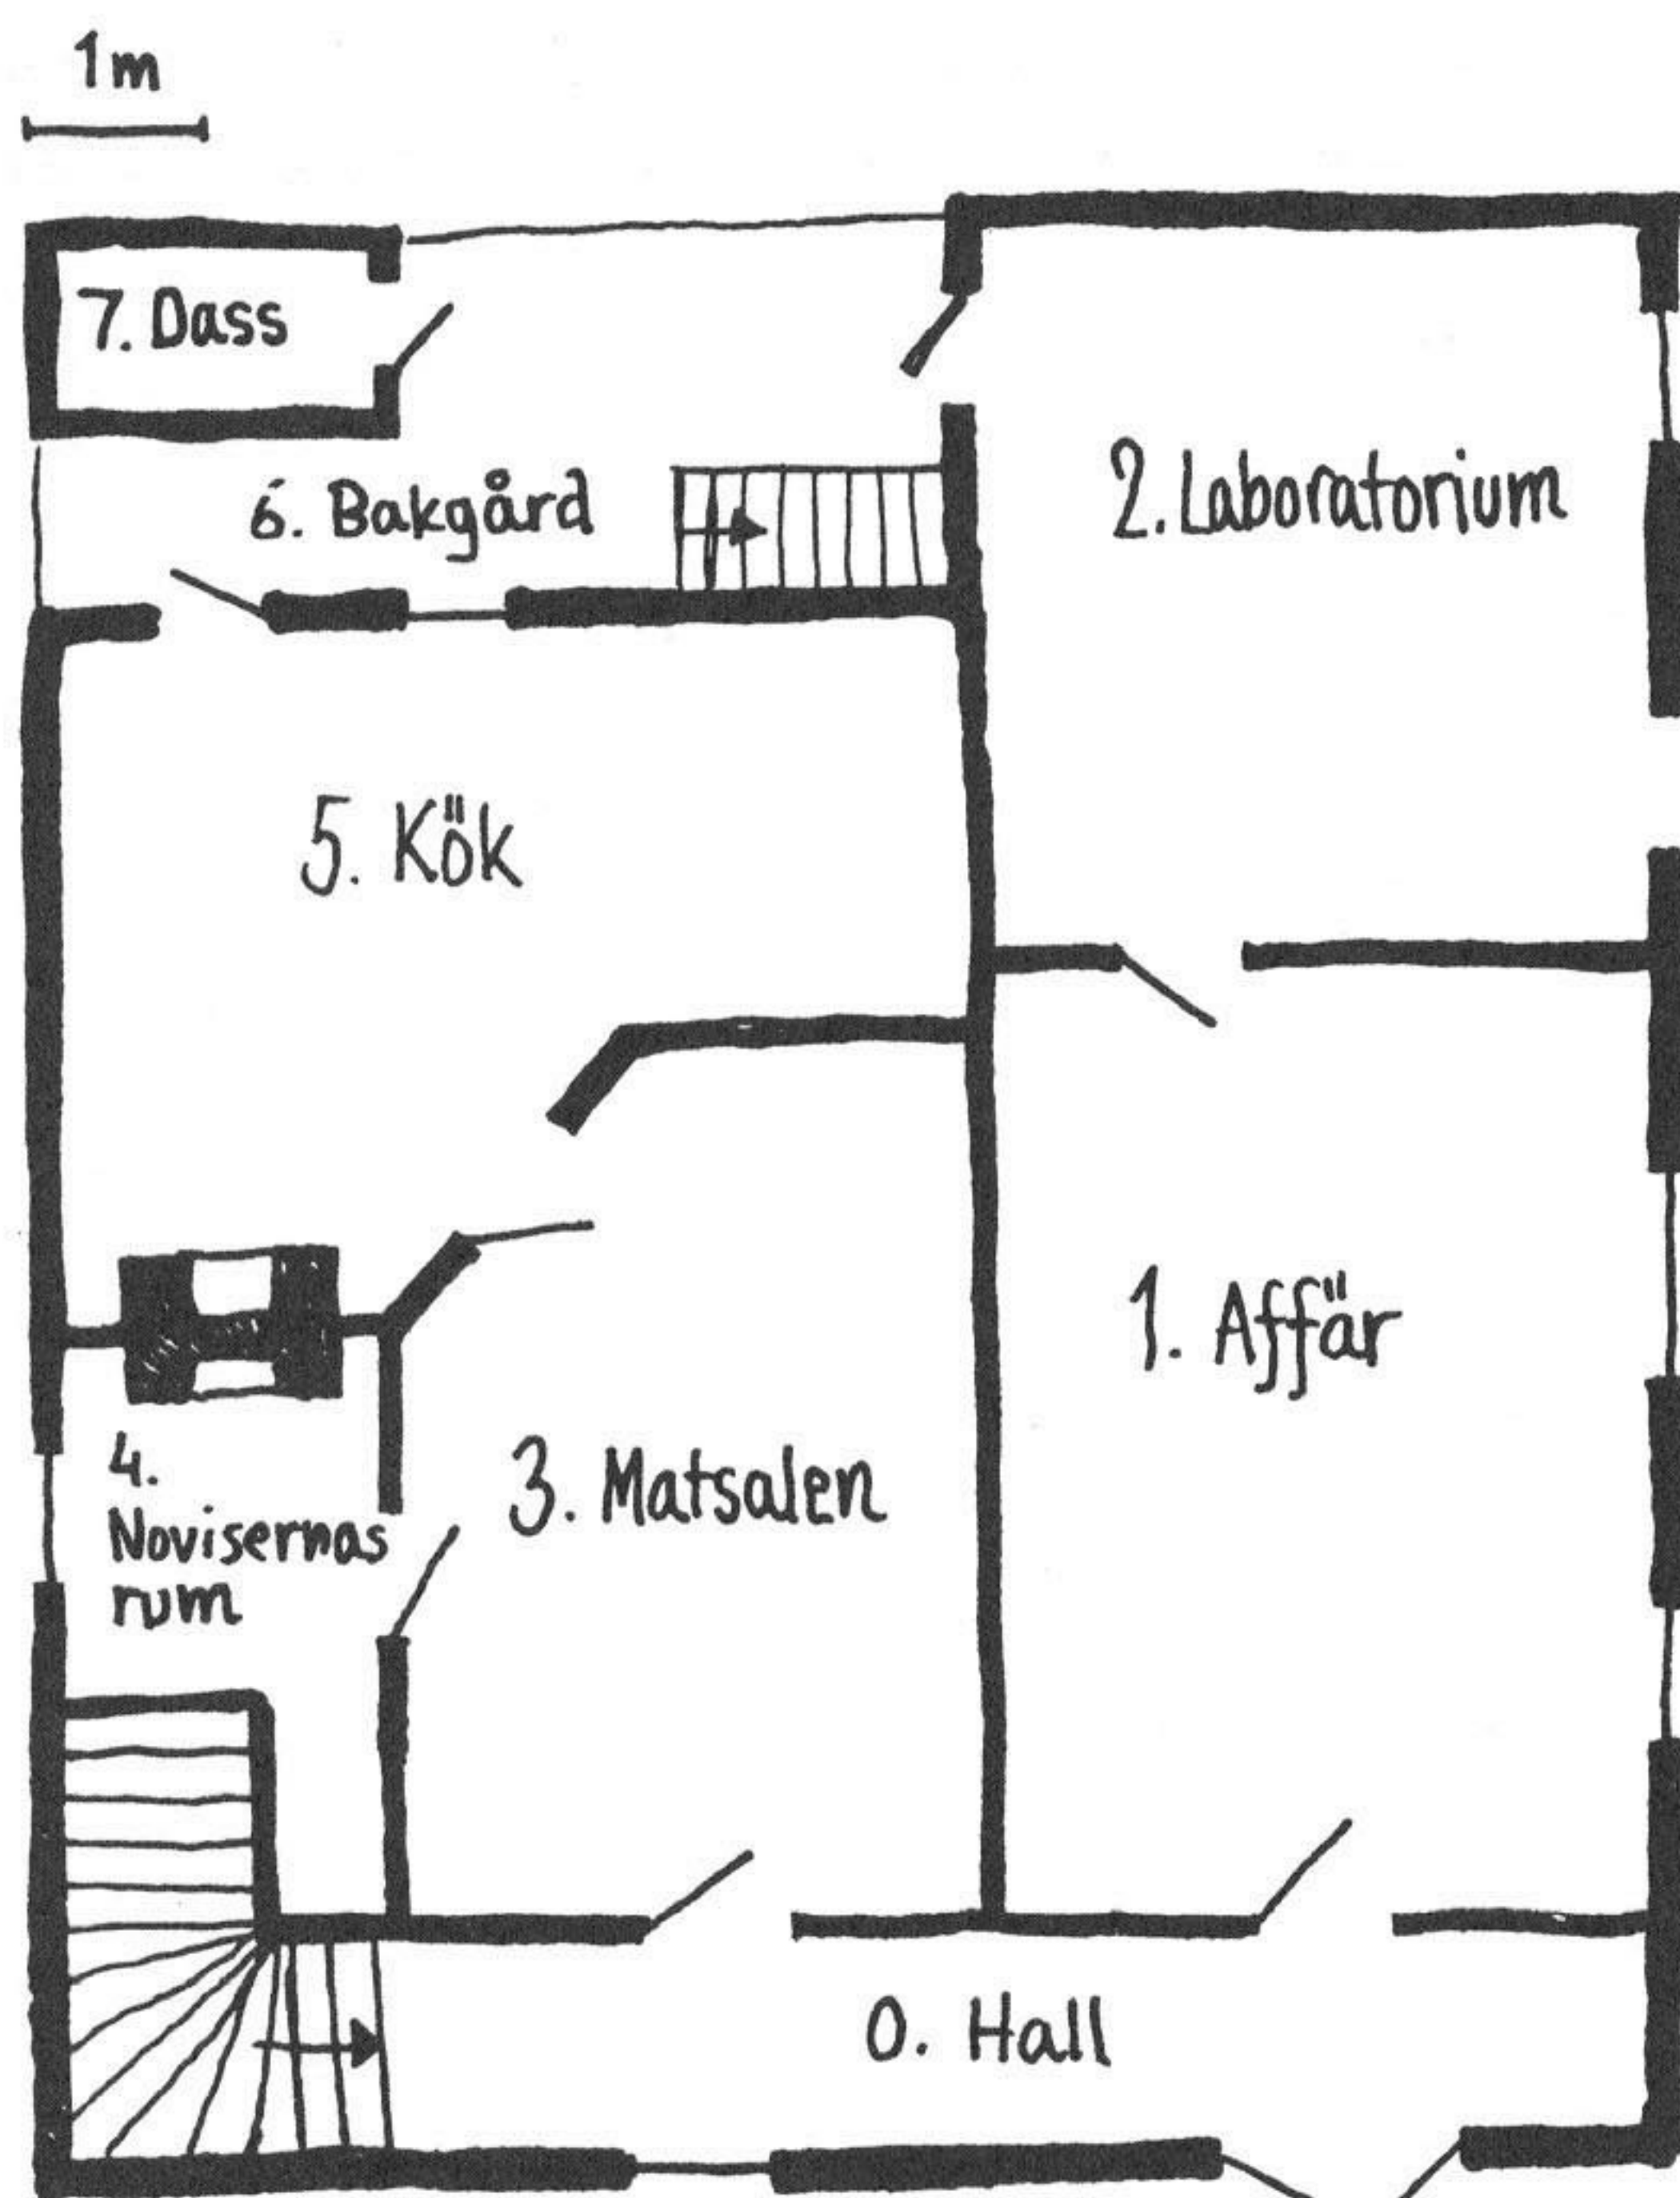 1m
7. Dass
6. Bakgård
2. Laboratorium
5. Kök
1. Affär
4.
Novisernas
rum
3. Matsalen
0. Hall